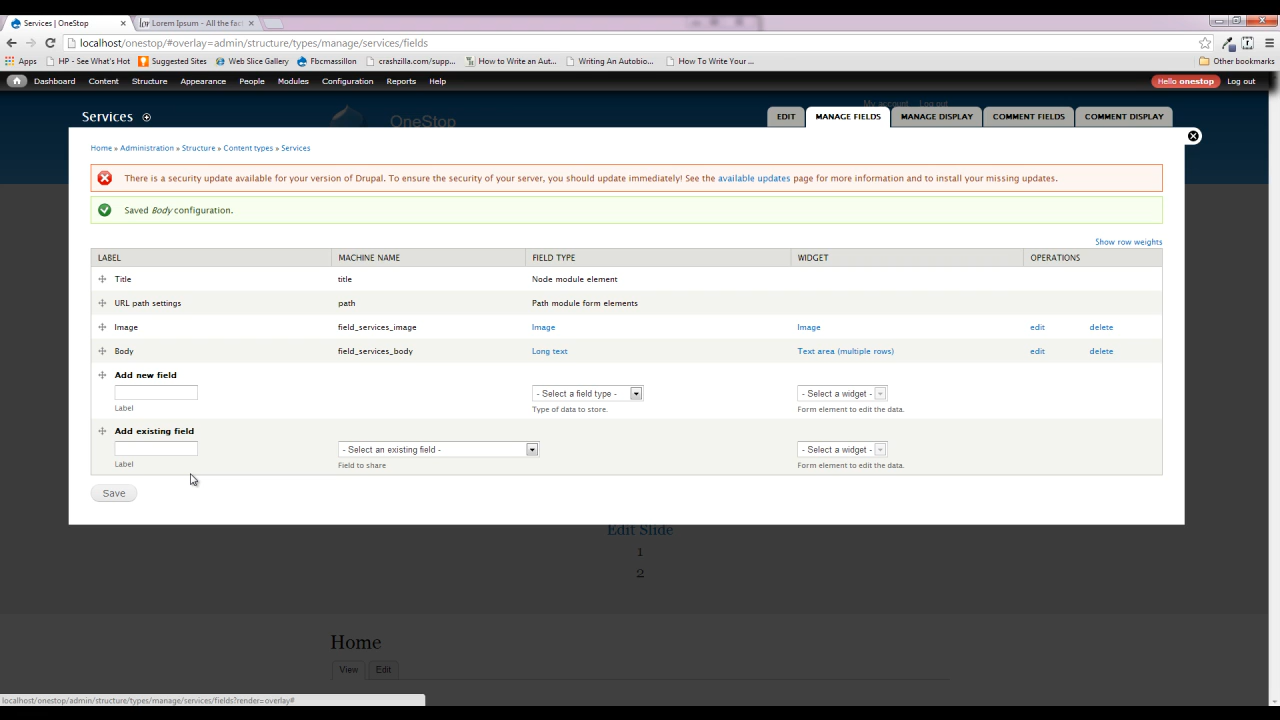 Services | OneStop
Lorem Ipsum - All the fac
localhost/onestop/#overlay=admin/structure/types/manage/services/fields
Apps HP - See What's Hot Suggested Sites Web Slice Gallery Fbcmassillon crashzilla.com/supp... How to Write an Aut... Writing An Autobio... How To Write Your ... Other bookmarks
Dashboard Content Structure Appearance People Modules Configuration Reports Help Hello onestop Log out
My account Log out
OneStop
Services EDIT MANAGE FIELDS MANAGE DISPLAY COMMENT FIELDS COMMENT DISPLAY
Home » Administration » Structure » Content types » Services
There is a security update available for your version of Drupal. To ensure the security of your server, you should update immediately! See the available updates page for more information and to install your missing updates.
Saved Body configuration.
Show row weights
LABEL MACHINE NAME FIELD TYPE WIDGET OPERATIONS
Title title Node module element
URL path settings path Path module form elements
Image field_services_image Image Image edit delete
Body field_services_body Long text Text area (multiple rows) edit delete
Add new field
- Select a field type - - Select a widget -
Label Type of data to store. Form element to edit the data.
Add existing field
- Select an existing field - - Select a widget -
Label Field to share Form element to edit the data.
Save
Edit Slide
1
2
Home
View Edit
localhost/onestop/admin/structure/types/manage/services/fields?render=overlay#